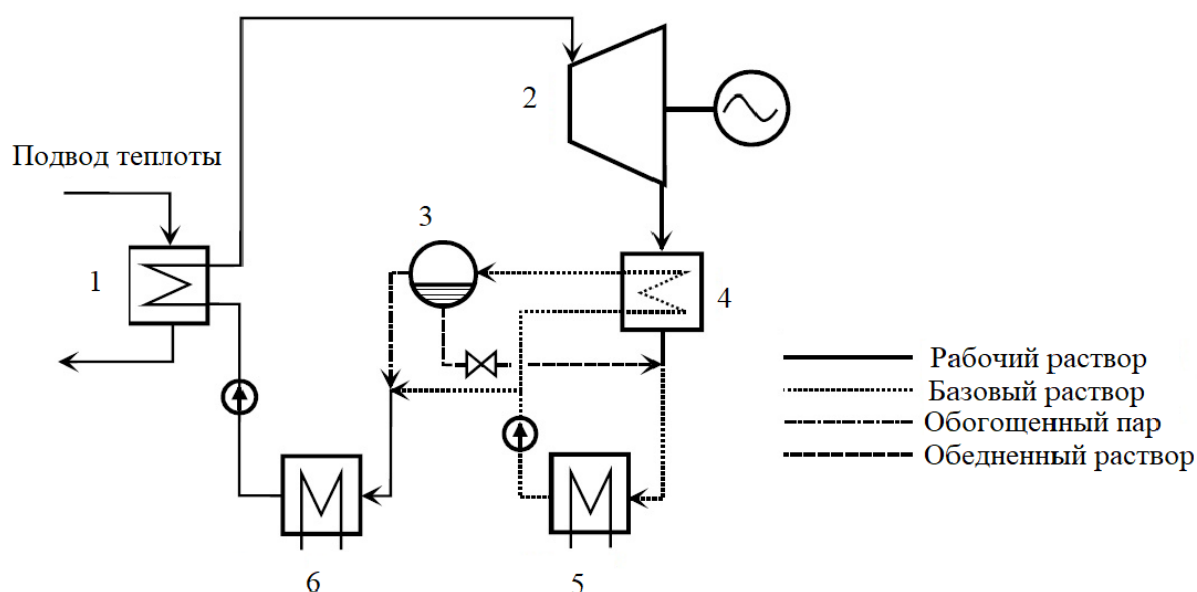 2
Подвод теплоты
3
1
4
Рабочий раствор
Базовый раствор
Обогощенный пар
Обедненный раствор
6
5